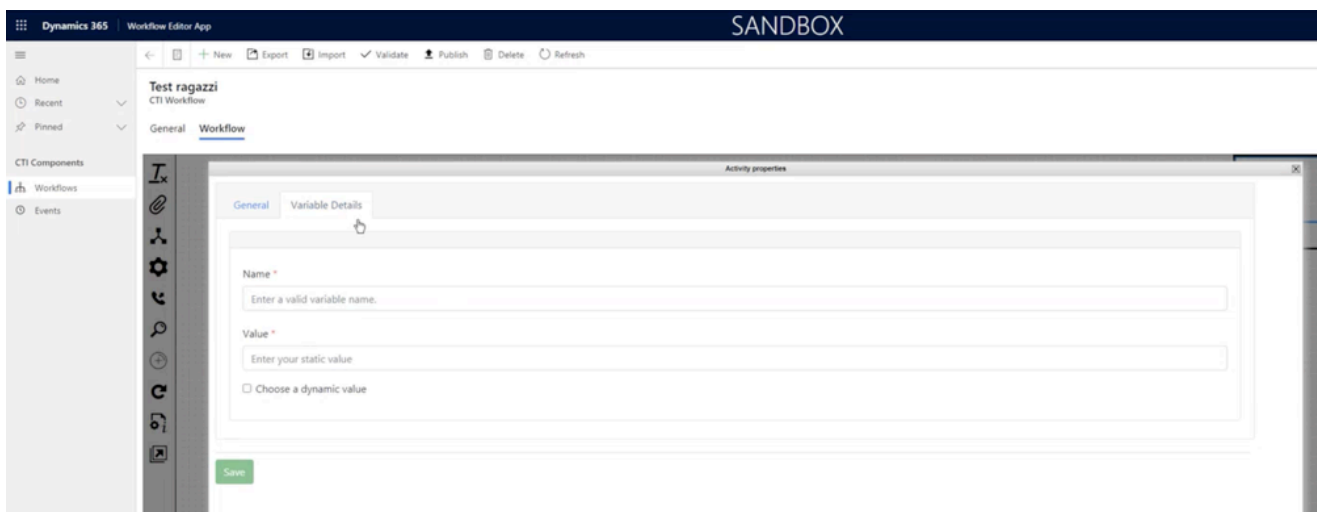 Dynamics 365 Workflow Editor App SANDBOX
New Export Import Validate Publish Delete Refresh
Home
Recent
Pinned
CTI Components
Workflows
Events
Test ragazzi
CTI Workflow
General Workflow
Activity properties
General Variable Details
Name *
Enter a valid variable name.
Value *
Enter your static value
Choose a dynamic value
Save